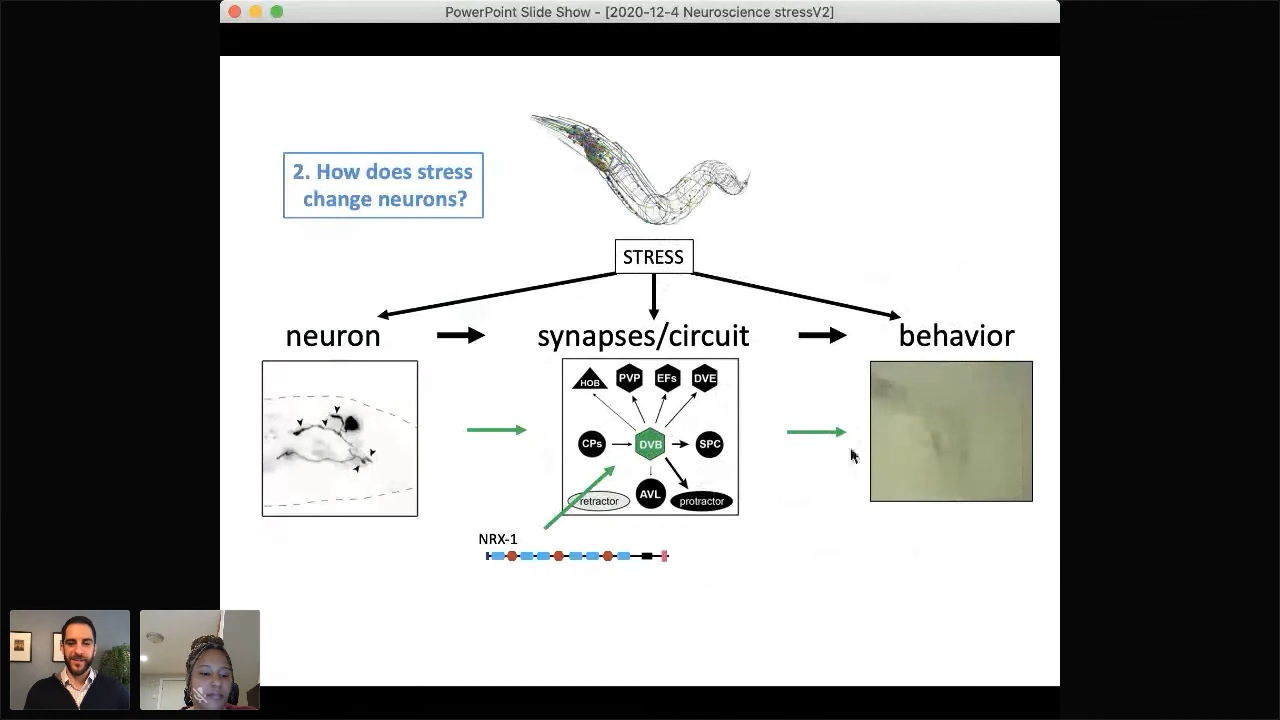 PowerPoint Slide Show - [2020-12-4 Neuroscience stressV2]
2. How does stress
change neurons?
STRESS
neuron
synapses/circuit
behavior
HOB
PVP
EFs
DVE
CPs
DVB
SPC
retractor
AVL
protractor
NRX-1